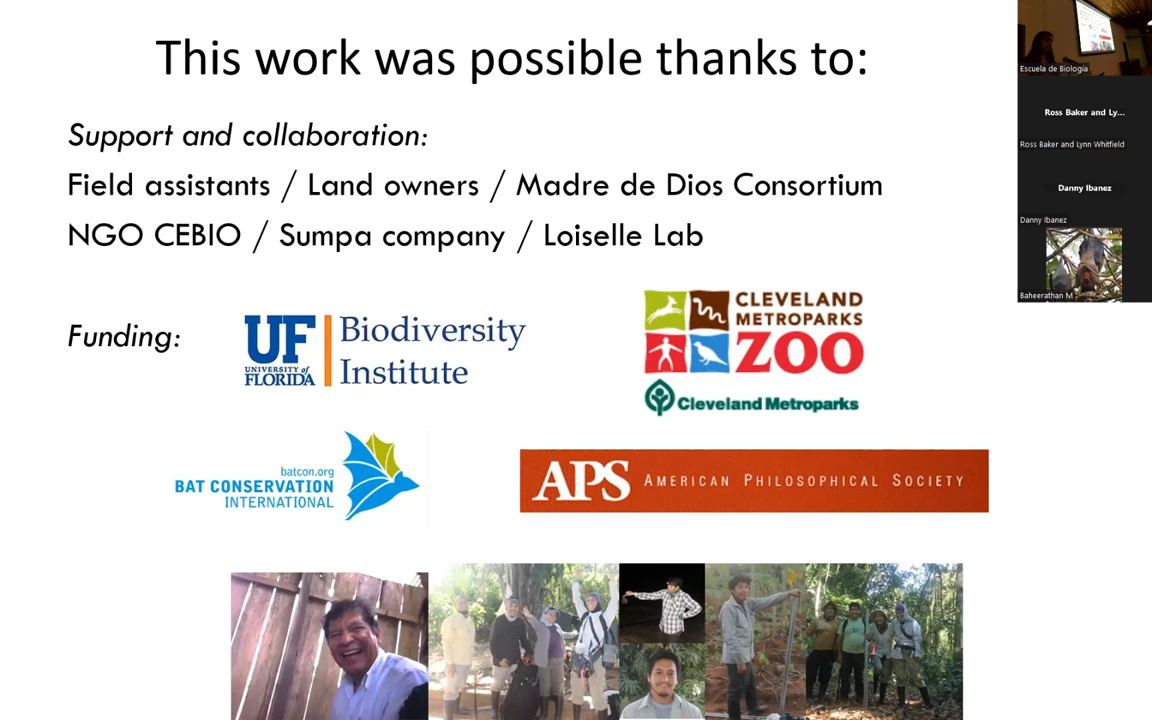 This work was possible thanks to:
Support and collaboration:
Field assistants / Land owners / Madre de Dios Consortium
NGO CEBIO / Sumpa company / Loiselle Lab
Funding:
UF
UNIVERSITY of
FLORIDA
Biodiversity
Institute
CLEVELAND
METROPARKS
ZOO
Cleveland Metroparks
batcon.org
BAT CONSERVATION
INTERNATIONAL
APS AMERICAN PHILOSOPHICAL SOCIETY
Escuela de Biología
Ross Baker and Ly...
Ross Baker and Lynn Whitfield
Danny Ibanez
Danny Ibanez
Baheerathan M